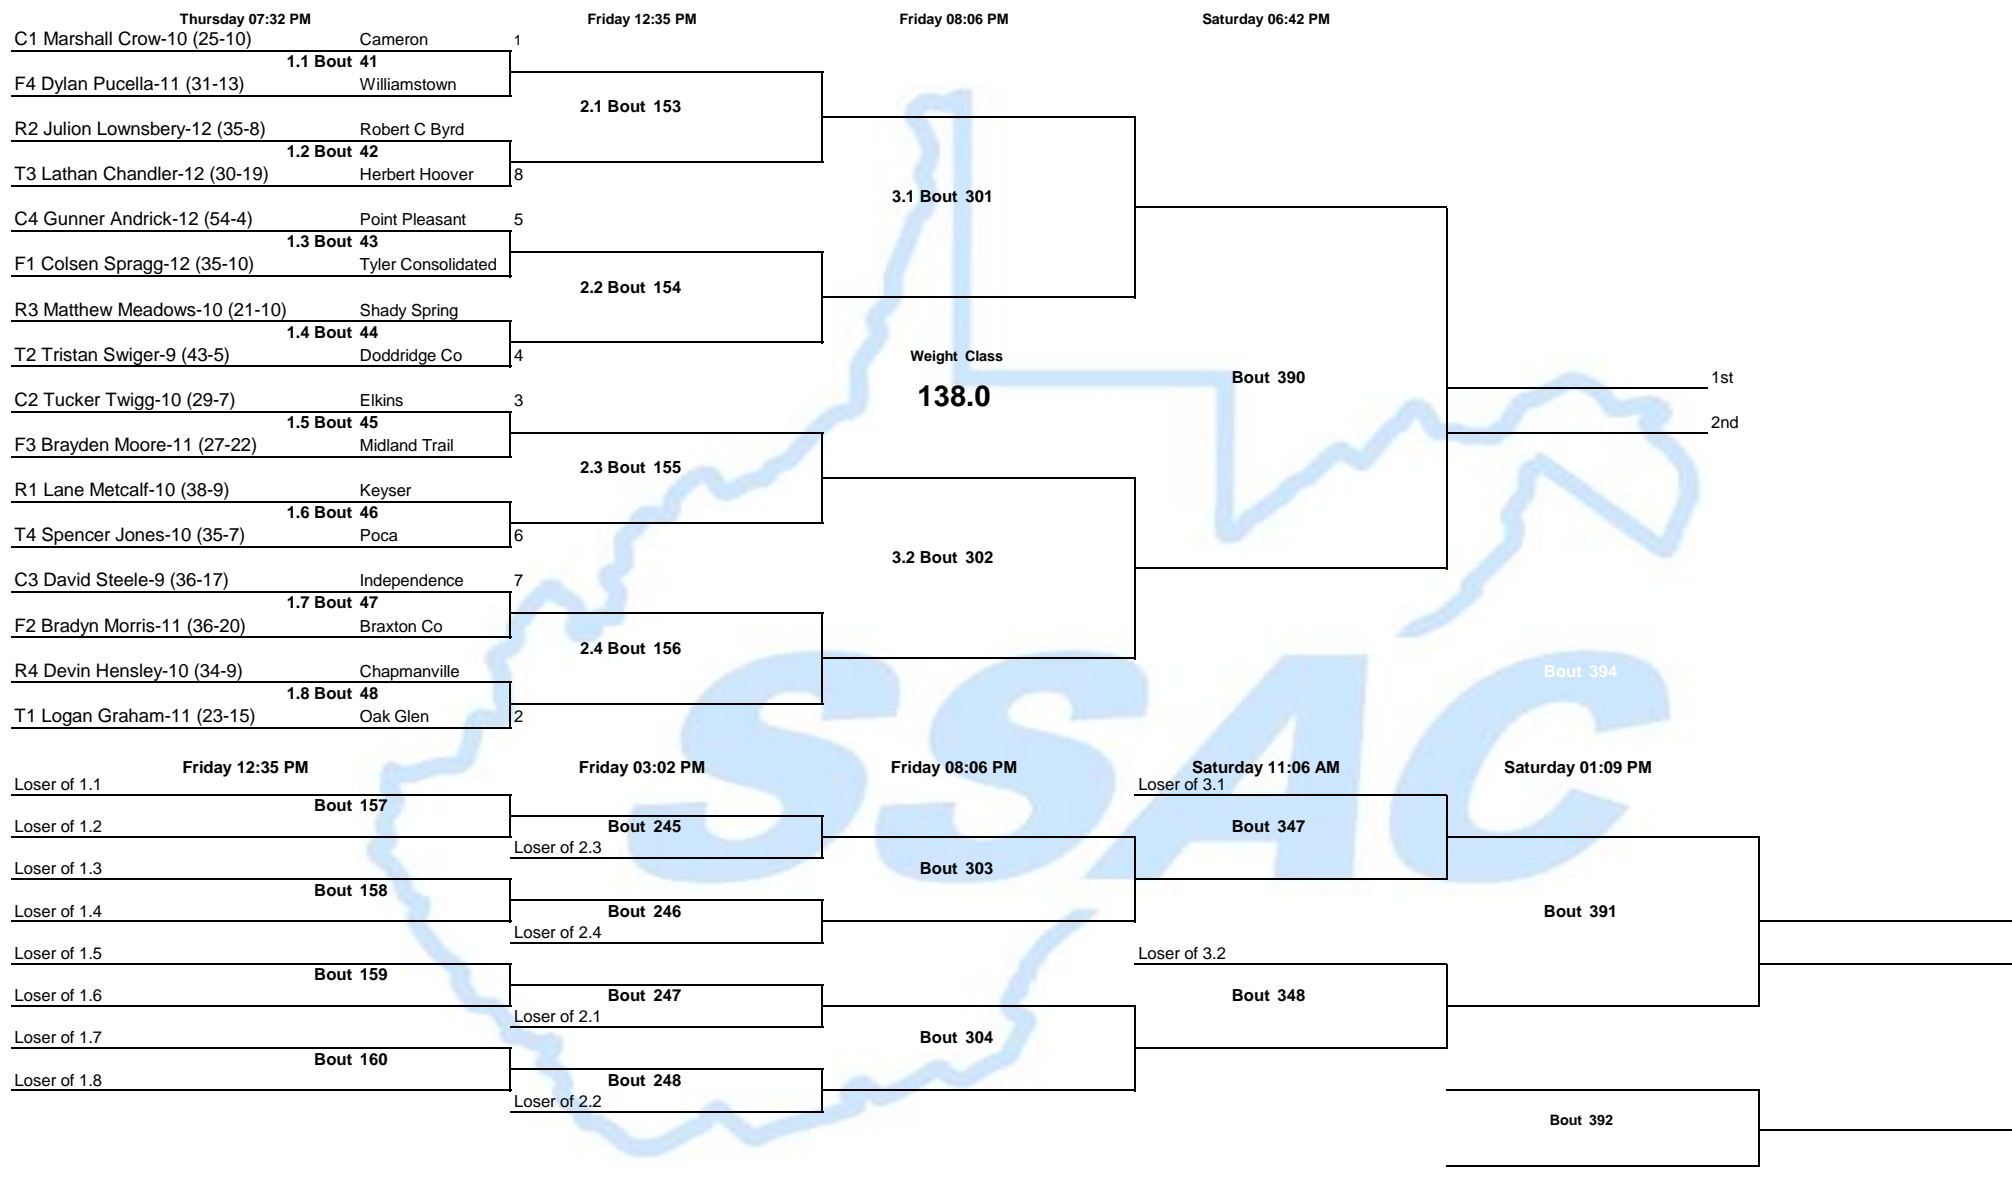 Thursday 07:32 PM Friday 12:35 PM Friday 08:06 PM Saturday 06:42 PM
C1 Marshall Crow-10 (25-10) Cameron 1
1.1 Bout 41
F4 Dylan Pucella-11 (31-13) Williamstown
2.1 Bout 153
R2 Julion Lownsbery-12 (35-8) Robert C Byrd
1.2 Bout 42
T3 Lathan Chandler-12 (30-19) Herbert Hoover 8
3.1 Bout 301
C4 Gunner Andrick-12 (54-4) Point Pleasant 5
1.3 Bout 43
F1 Colsen Spragg-12 (35-10) Tyler Consolidated
2.2 Bout 154
R3 Matthew Meadows-10 (21-10) Shady Spring
1.4 Bout 44
T2 Tristan Swiger-9 (43-5) Doddridge Co 4
Weight Class
Bout 390
1st
138.0
C2 Tucker Twigg-10 (29-7) Elkins 3
1.5 Bout 45
2nd
F3 Brayden Moore-11 (27-22) Midland Trail
2.3 Bout 155
R1 Lane Metcalf-10 (38-9) Keyser
1.6 Bout 46
T4 Spencer Jones-10 (35-7) Poca 6
3.2 Bout 302
C3 David Steele-9 (36-17) Independence 7
1.7 Bout 47
F2 Bradyn Morris-11 (36-20) Braxton Co
2.4 Bout 156
R4 Devin Hensley-10 (34-9) Chapmanville
Bout 394
1.8 Bout 48
T1 Logan Graham-11 (23-15) Oak Glen 2
SSAC
Friday 12:35 PM Friday 03:02 PM Friday 08:06 PM Saturday 11:06 AM Saturday 01:09 PM
Loser of 1.1 Loser of 3.1
Bout 157
Loser of 1.2 Bout 245 Bout 347
Loser of 2.3
Loser of 1.3 Bout 303
Bout 158
Loser of 1.4 Bout 246 Bout 391
Loser of 2.4
Loser of 1.5 Loser of 3.2
Bout 159
Loser of 1.6 Bout 247 Bout 348
Loser of 2.1
Loser of 1.7 Bout 304
Bout 160
Loser of 1.8 Bout 248
Loser of 2.2
Bout 392